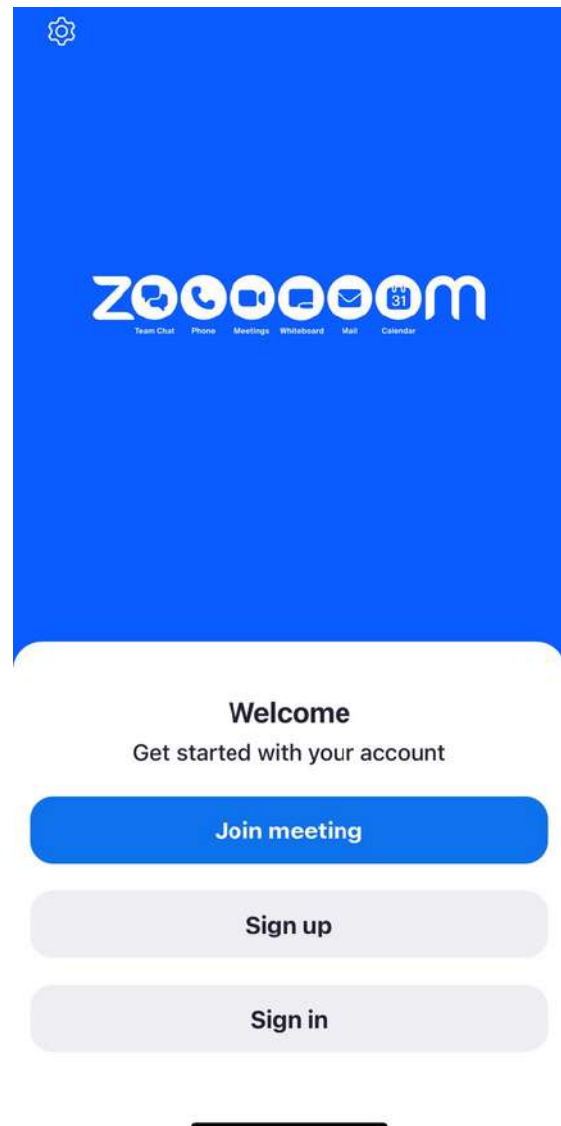 zoooooom
31
Team Chat Phone Meetings Whiteboard Mail Calendar
Welcome
Get started with your account
Join meeting
Sign up
Sign in